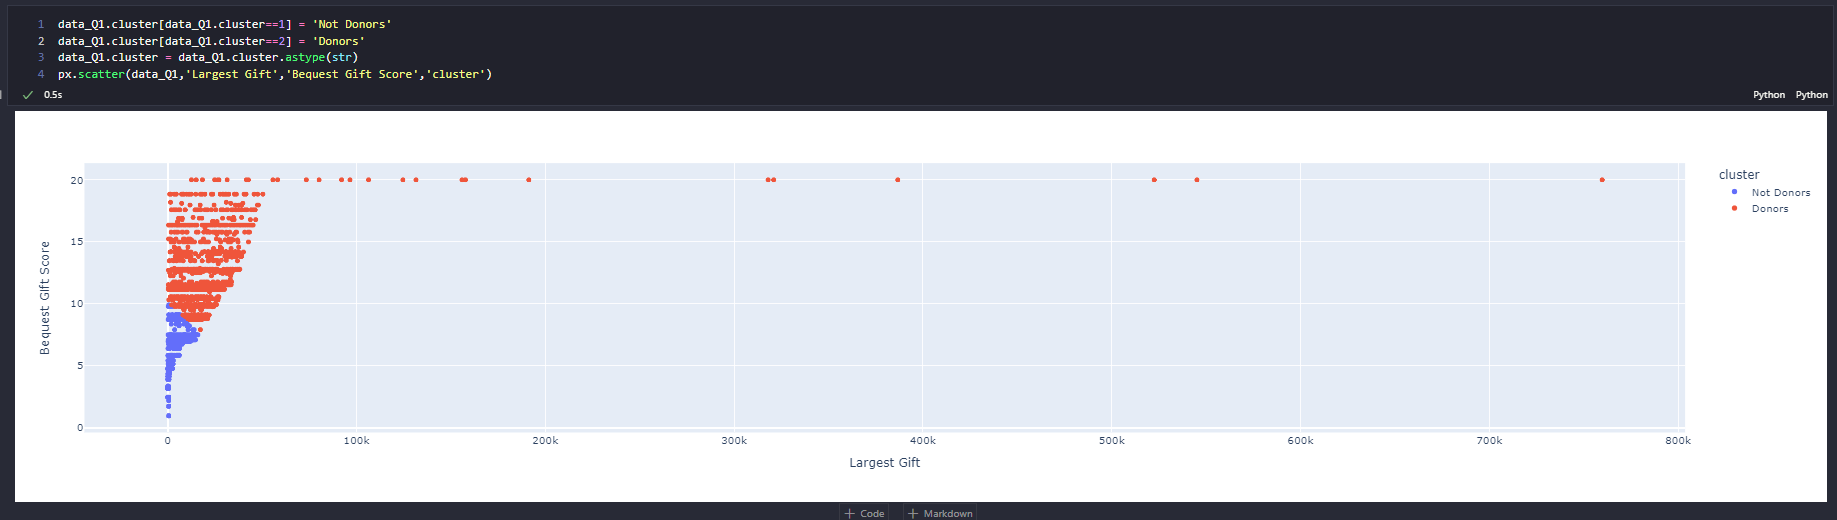 1 data_Q1.cluster[data_Q1.cluster==1] = 'Not Donors'
2 data_Q1.cluster[data_Q1.cluster==2] = 'Donors'
3 data_Q1.cluster = data_Q1.cluster.astype(str)
4 px.scatter(data_Q1,'Largest Gift','Bequest Gift Score','cluster')
0.5s
Python Python
cluster
Not Donors
Donors
20
15
10
5
0
Bequest Gift Score
0 100k 200k 300k 400k 500k 600k 700k 800k
Largest Gift
+ Code + Markdown